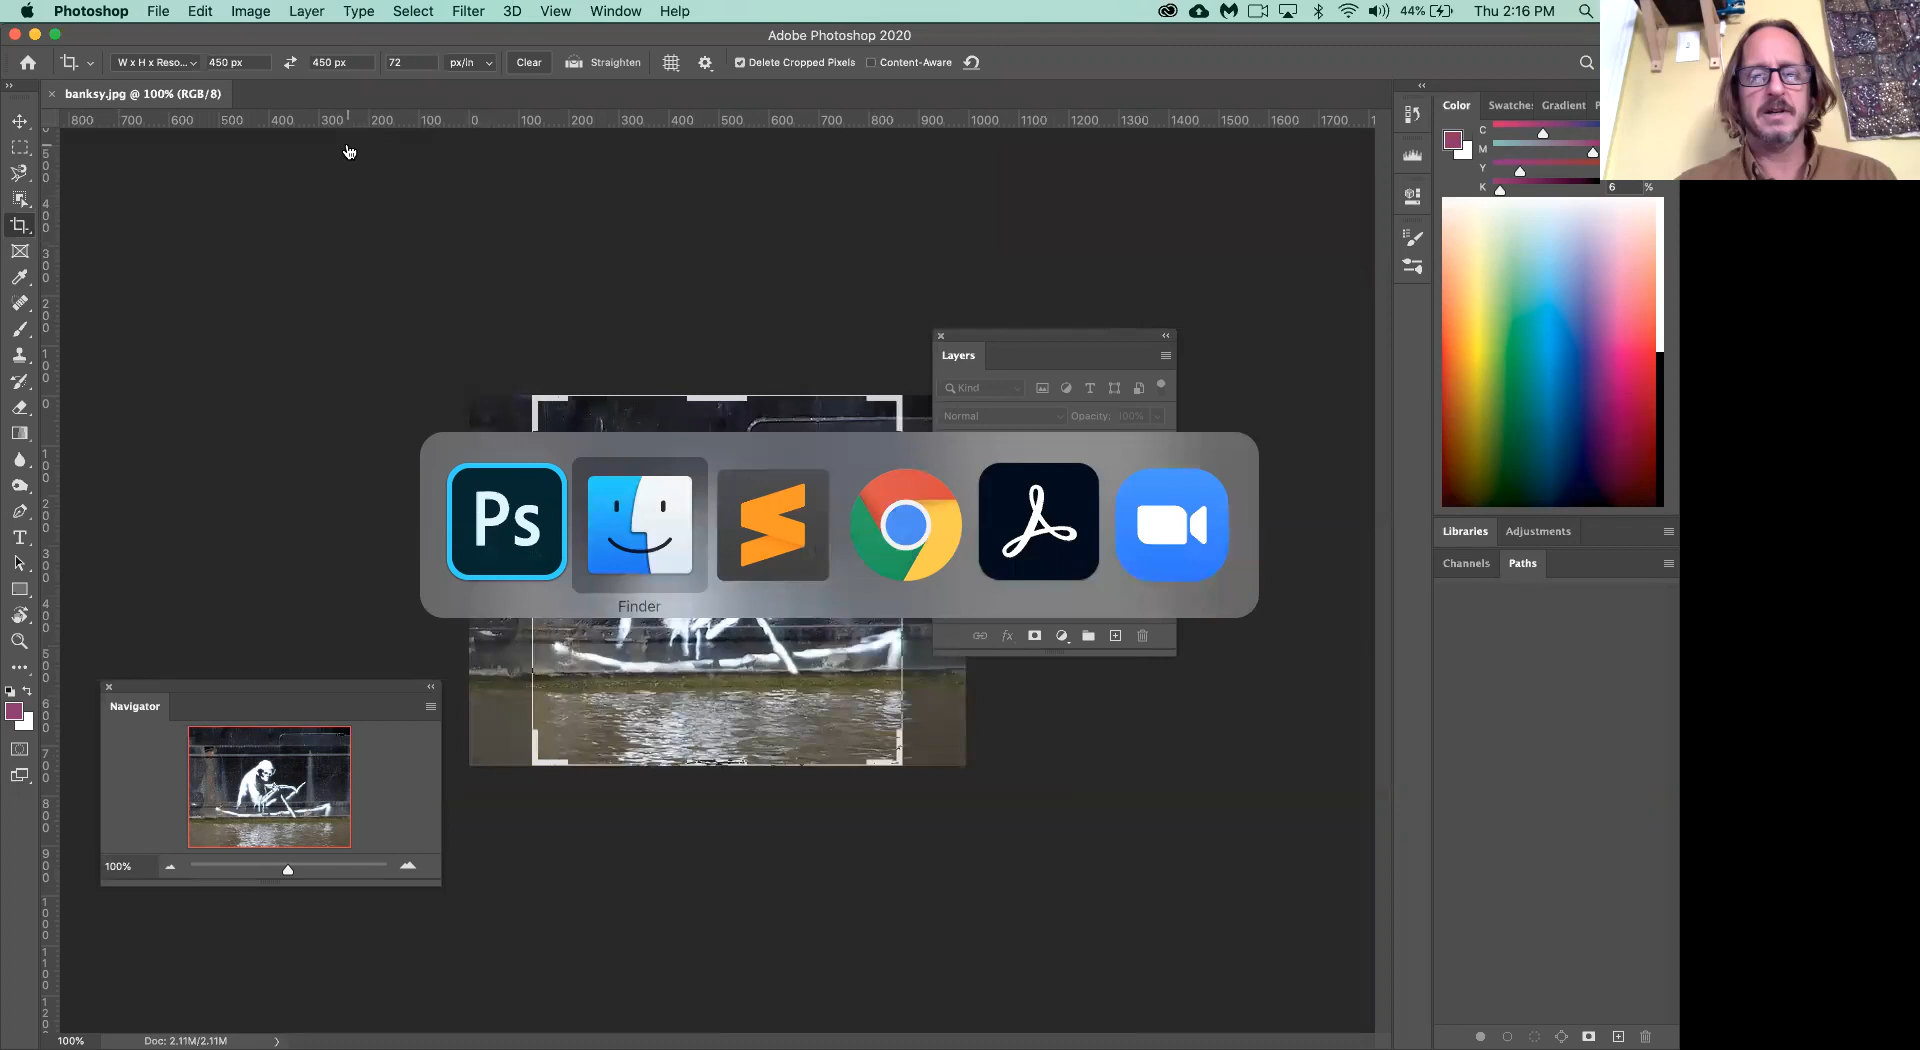 Photoshop File Edit Image Layer Type Select Filter 3D View Window Help 44% Thu 2:16 PM
Adobe Photoshop 2020
W x H x Reso... 450 px 450 px 72 px/in Clear Straighten Delete Cropped Pixels Content-Aware
banksy.jpg @ 100% (RGB/8)
800 700 600 500 400 300 200 100 0 100 200 300 400 500 600 700 800 900 1000 1100 1200 1300 1400 1500 1600 1700
Color Swatches Gradient
C
M
Y
K 6 %
Layers
Kind
Normal Opacity: 100%
Ps
Finder
Libraries Adjustments
Channels Paths
Navigator
100%
100% Doc: 2.11M/2.11M